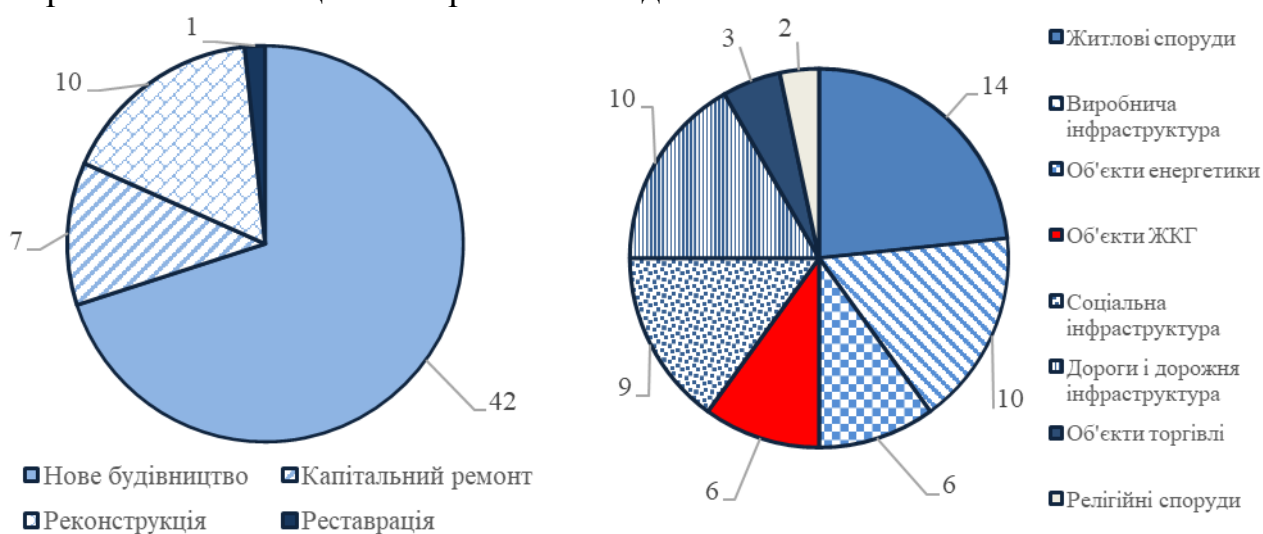 1
10
7
42
Нове будівництво
Капітальний ремонт
Реконструкція
Реставрація
2
3
14
10
10
9
6
6
Житлові споруди
Виробнича
інфраструктура
Об'єкти енергетики
Об'єкти ЖКГ
Соціальна
інфраструктура
Дороги і дорожня
інфраструктура
Об'єкти торгівлі
Релігійні споруди